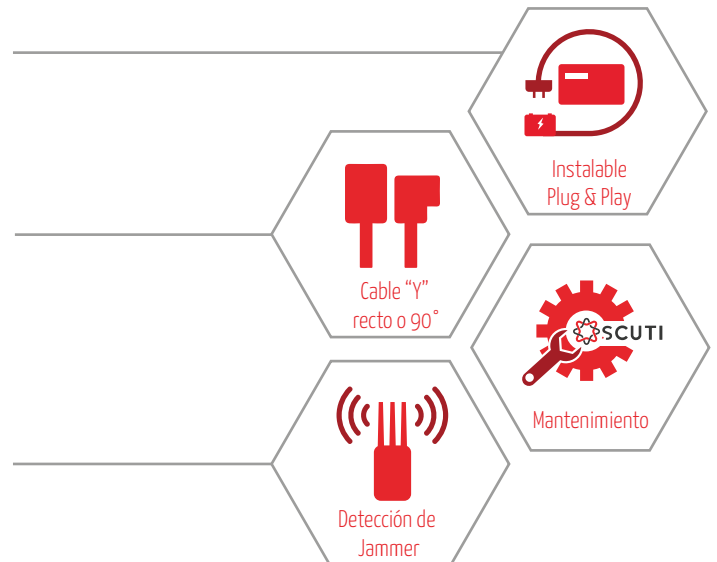 Instalable
Plug & Play
Cable “Y”
recto o 90°
SCUTI
Mantenimiento
Detección de
Jammer